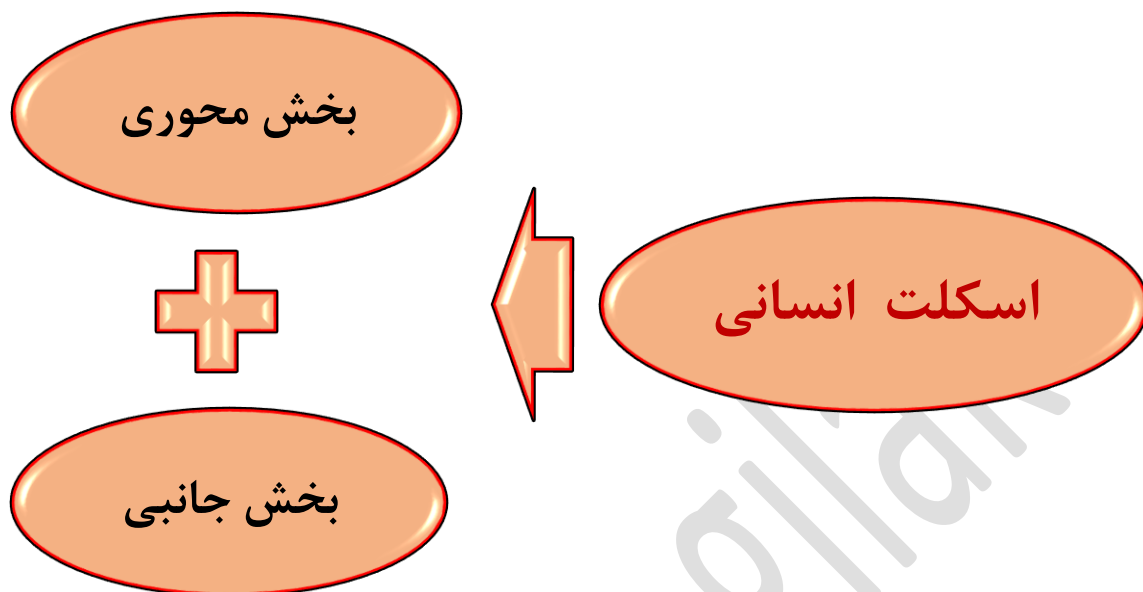 بخش محوری
اسکلت انسانی
بخش جانبی